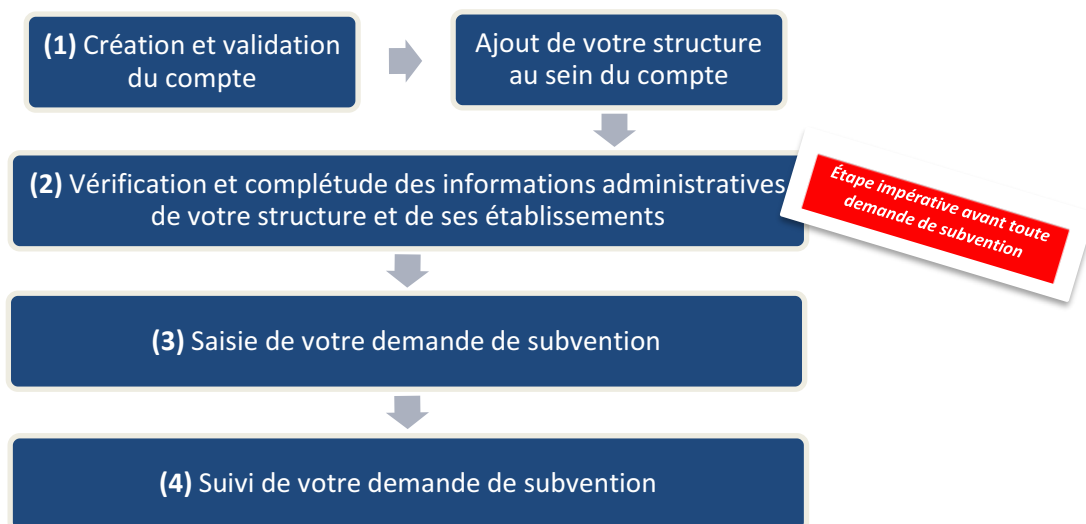 (1) Création et validation
du compte
Ajout de votre structure
au sein du compte
(2) Vérification et complétude des informations administratives
de votre structure et de ses établissements
Étape impérative avant toute
demande de subvention
(3) Saisie de votre demande de subvention
(4) Suivi de votre demande de subvention